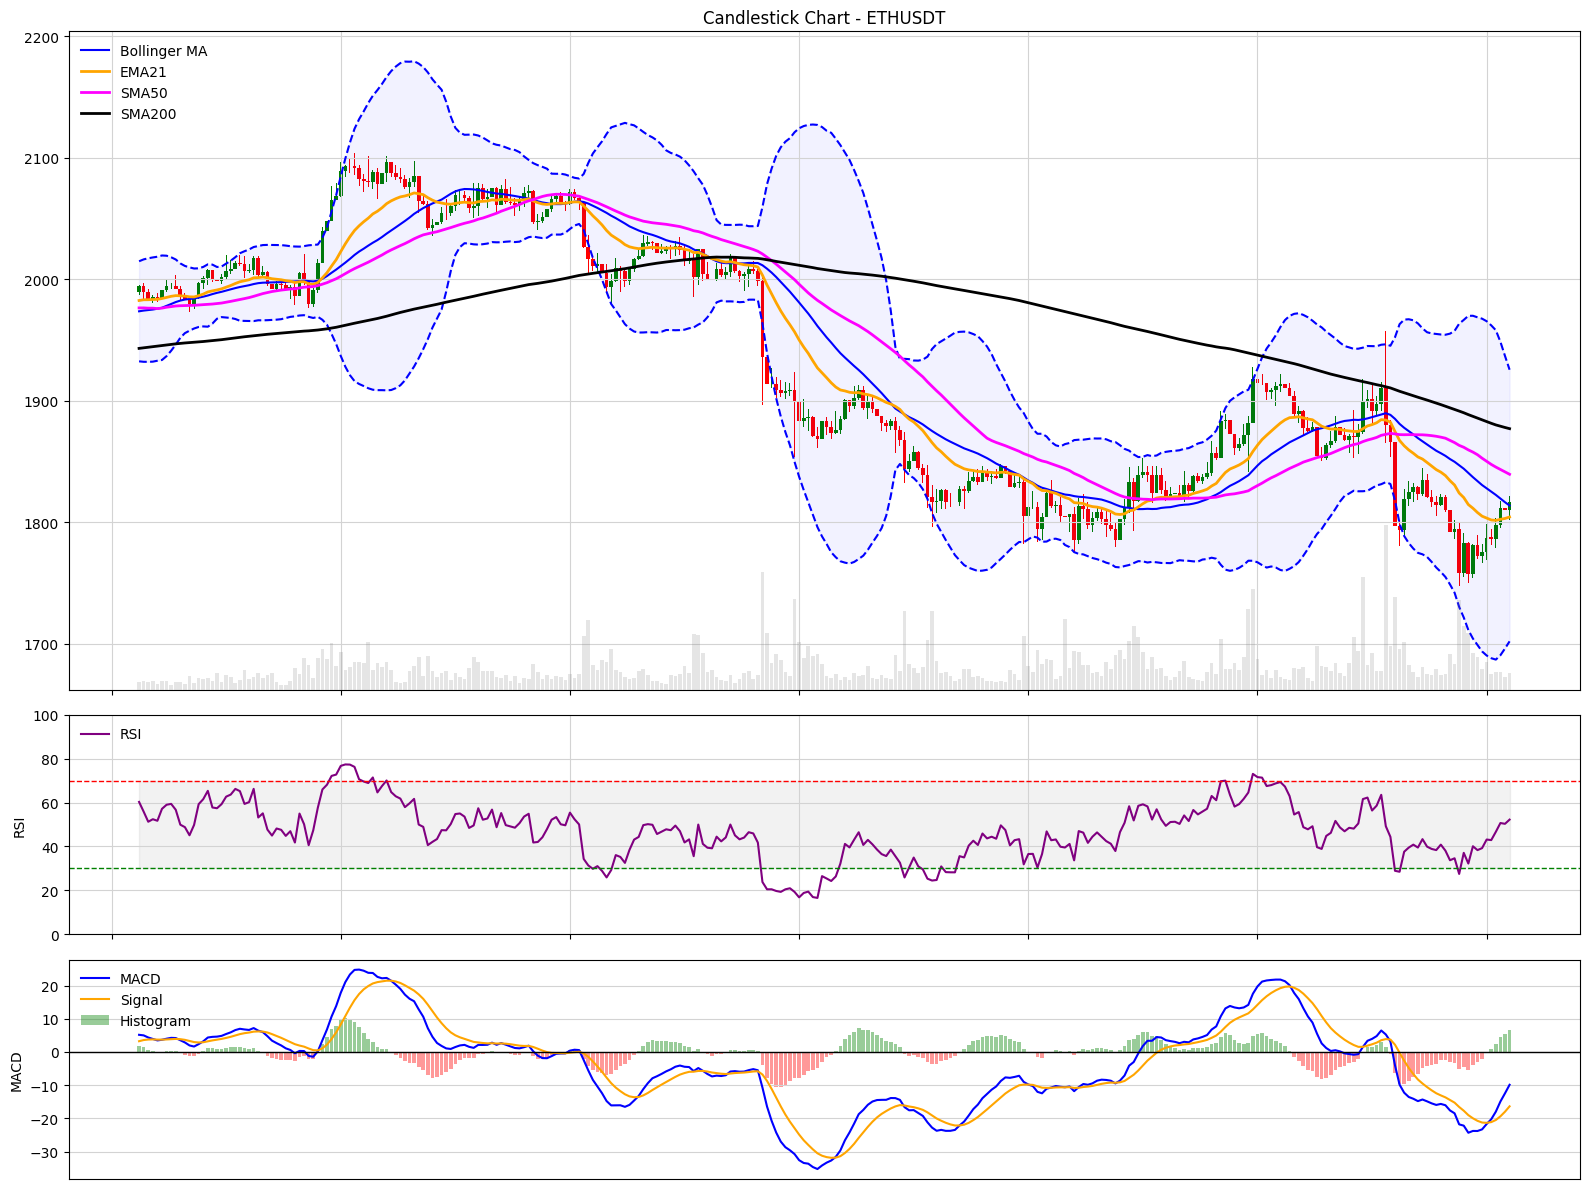 Candlestick Chart - ETHUSDT
2200
2100
2000
1900
1800
1700
Bollinger MA
EMA21
SMA50
SMA200
100
80
60
40
20
0
RSI
RSI
20
10
0
−10
−20
−30
MACD
MACD
Signal
Histogram